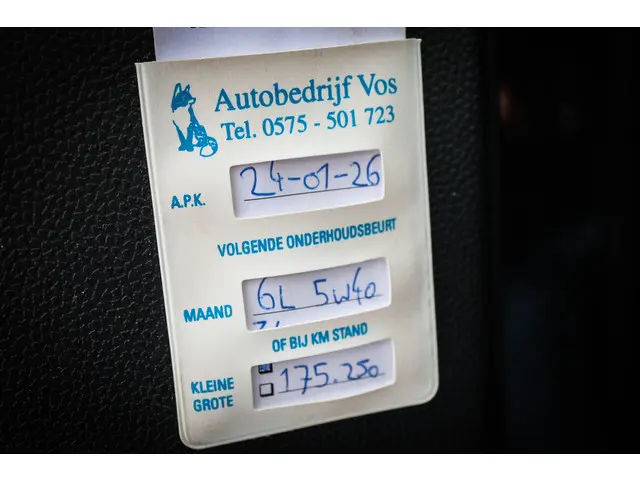 Autobedrijf Vos
Tel. 0575 - 501 723
A.P.K.
24-01-26
VOLGENDE ONDERHOUDSBEURT
MAAND
6L 5W40
OF BIJ KM STAND
KLEINE
GROTE
175.250